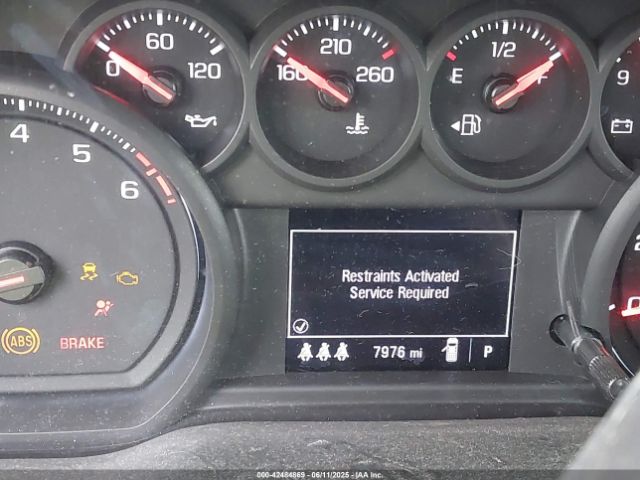 0 60 120
160 210 260
E 1/2 F
9
4 5 6
2
Restraints Activated
Service Required
ABS
BRAKE
7976 mi P
000-42484869 - 06/11/2025 - IAA Inc.